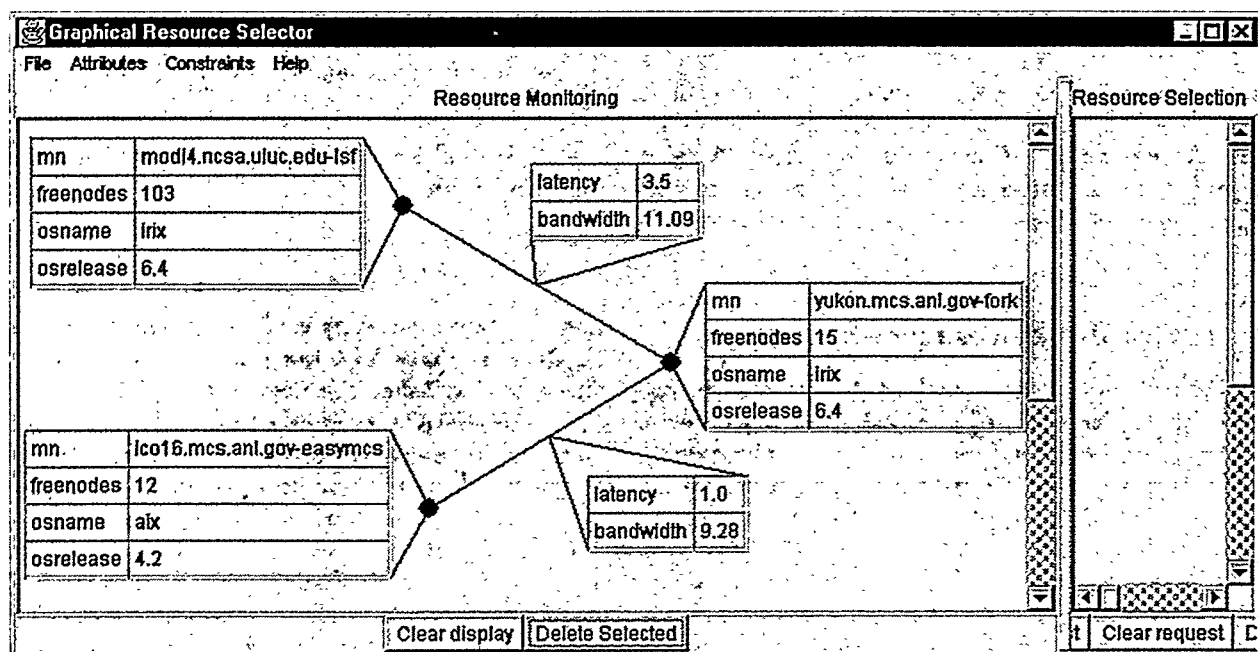 Graphical Resource Selector
File Attributes Constraints Help
Resource Monitoring
Resource Selection
mn modi4.ncsa.uiuc.edu-lsf
freenodes 103
osname irix
osrelease 6.4
latency 3.5
bandwidth 11.09
mn yukon.mcs.anl.gov-fork
freenodes 15
osname irix
osrelease 6.4
mn ico16.mcs.anl.gov-easymcs
freenodes 12
osname aix
osrelease 4.2
latency 1.0
bandwidth 9.28
Clear display Delete Selected
t Clear request D